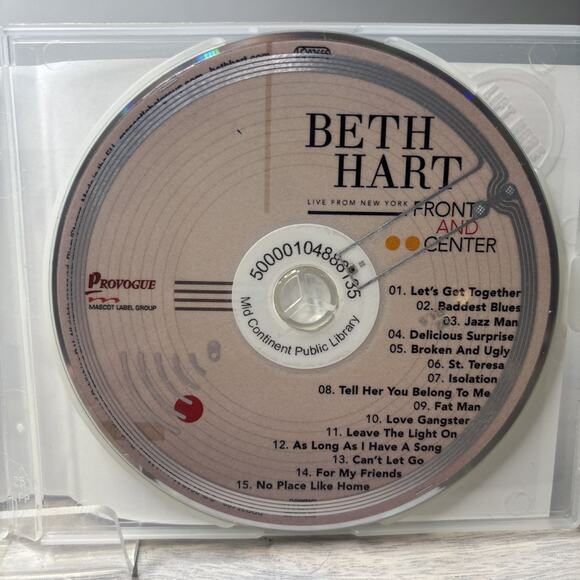 BETH
HART
LIVE FROM NEW YORK
FRONT
AND
CENTER
50000104888435
Mid Continent Public Library
PROVOGUE
MASCOT LABEL GROUP
01. Let's Get Together
02. Baddest Blues
03. Jazz Man
04. Delicious Surprise
05. Broken And Ugly
06. St. Teresa
07. Isolation
08. Tell Her You Belong To Me
09. Fat Man
10. Love Gangster
11. Leave The Light On
12. As Long As I Have A Song
13. Can't Let Go
14. For My Friends
15. No Place Like Home